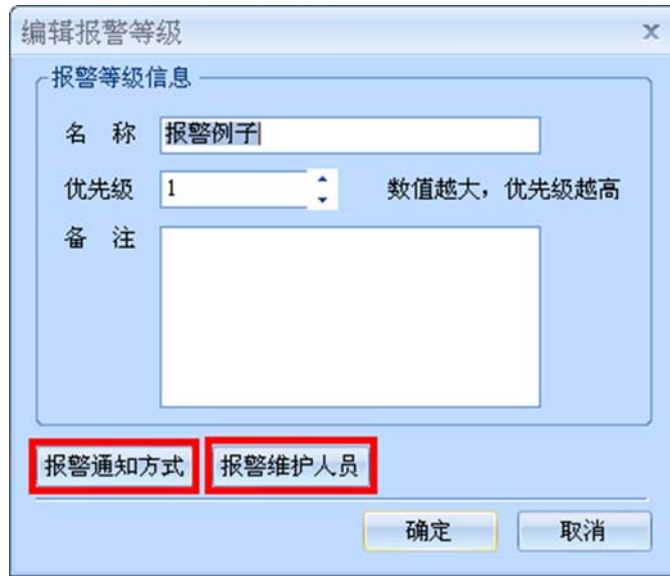 编辑报警等级
报警等级信息
名 称 报警例子
优先级 1 数值越大，优先级越高
备 注
报警通知方式 报警维护人员
确定 取消